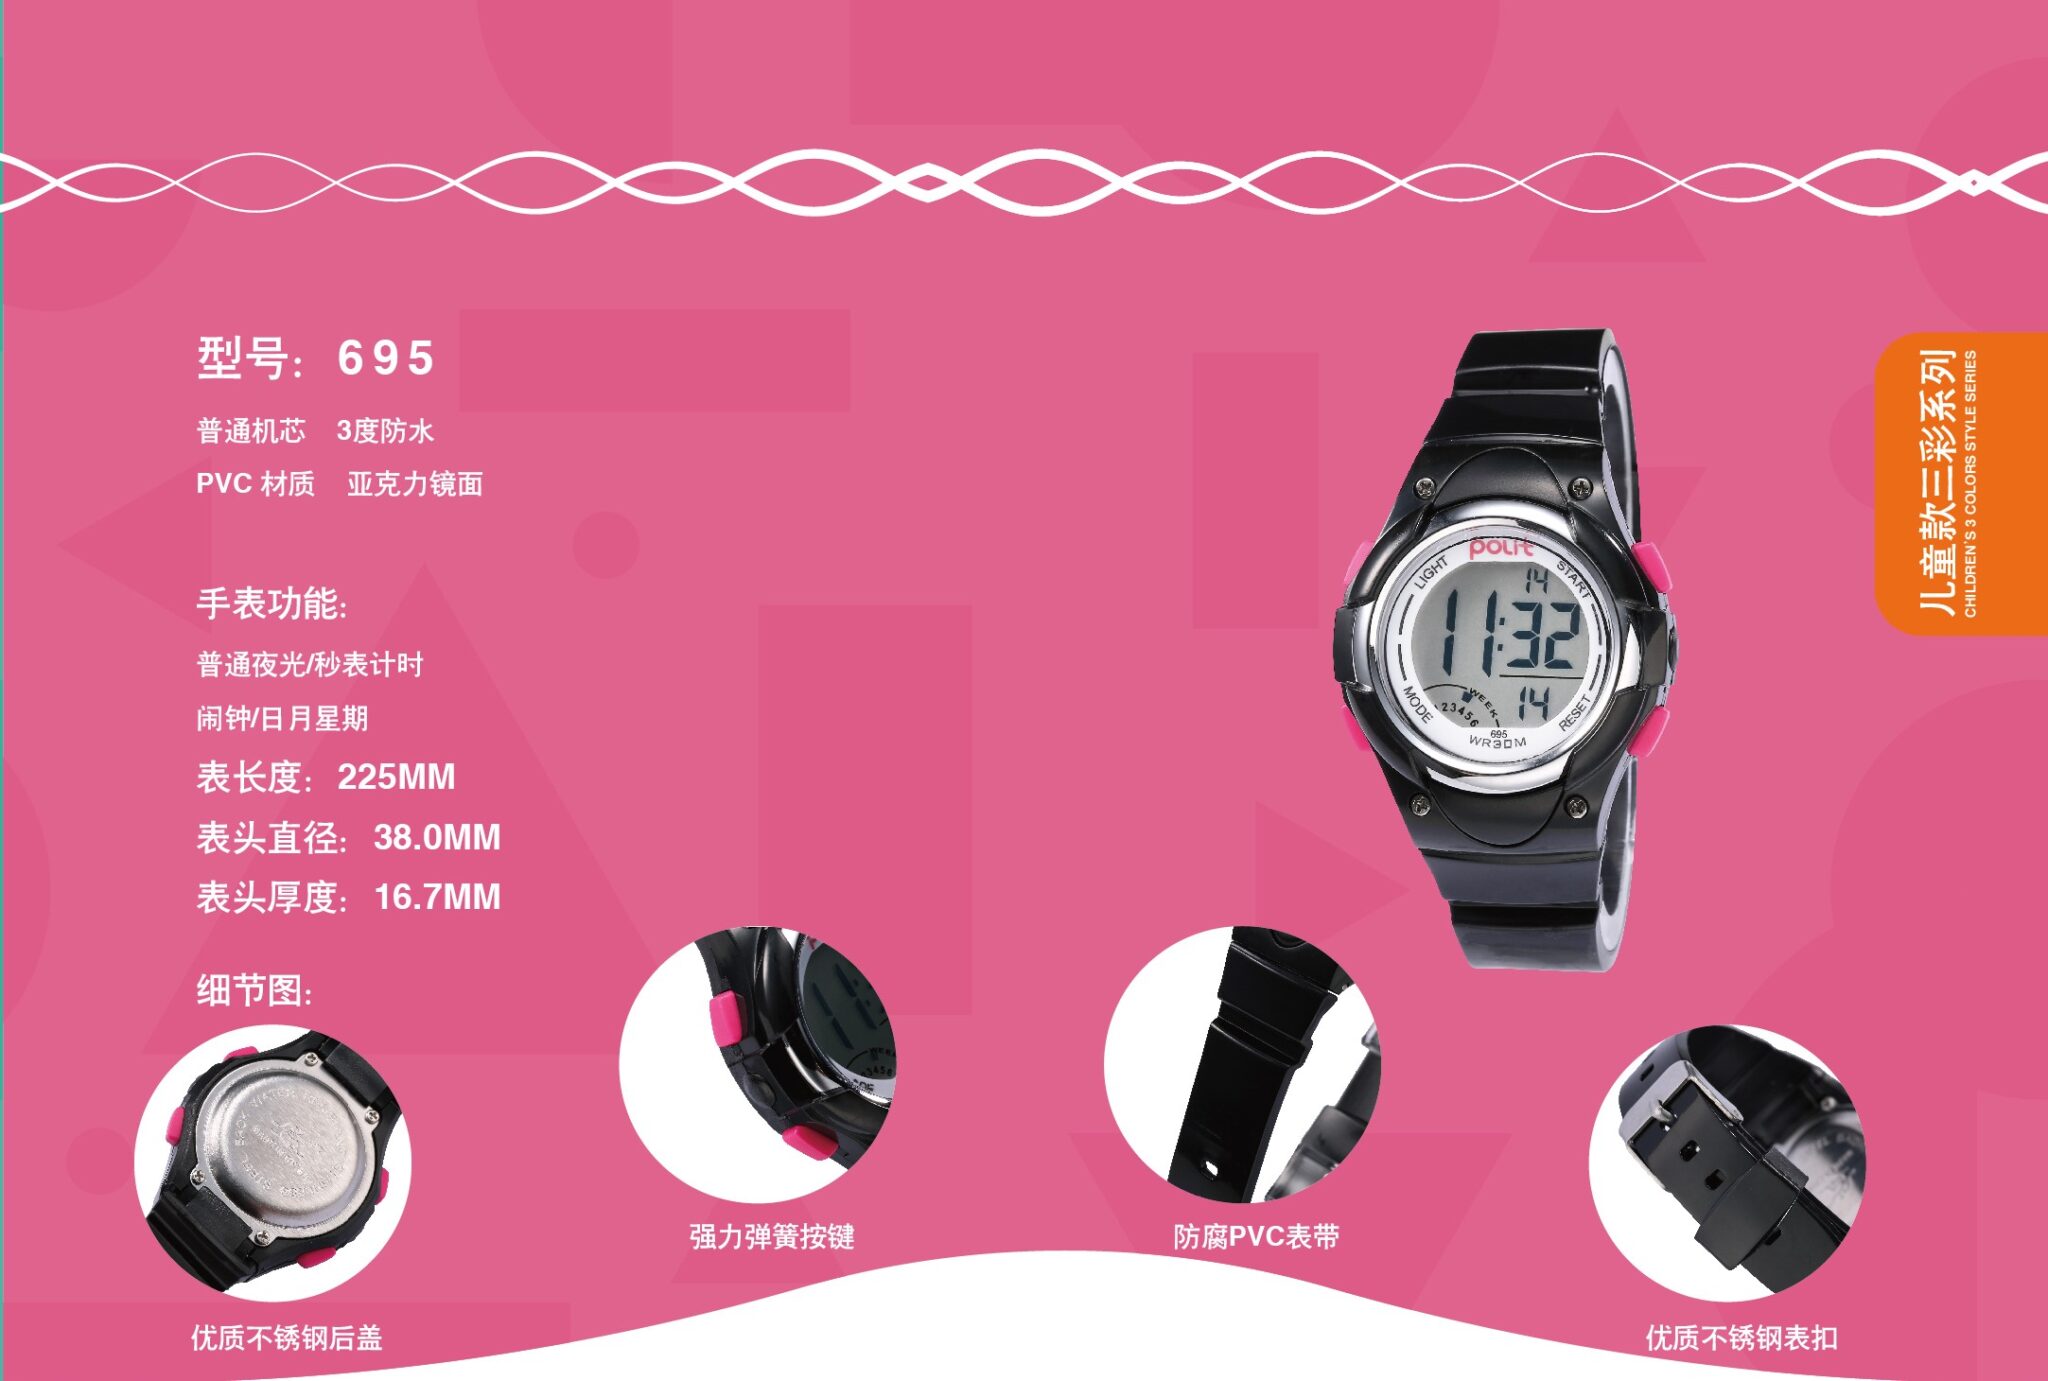 型号：695
普通机芯 3度防水
PVC 材质 亚克力镜面
手表功能：
普通夜光/秒表计时
闹钟/日月星期
表长度：225MM
表头直径：38.0MM
表头厚度：16.7MM
细节图：
polit
LIGHT
START
14
11:32
WEEK
23456
14
MODE
RESET
695
WR30M
儿童款三彩系列
CHILDREN'S 3 COLORS STYLE SERIES
强力弹簧按键
防腐PVC表带
优质不锈钢后盖
优质不锈钢表扣